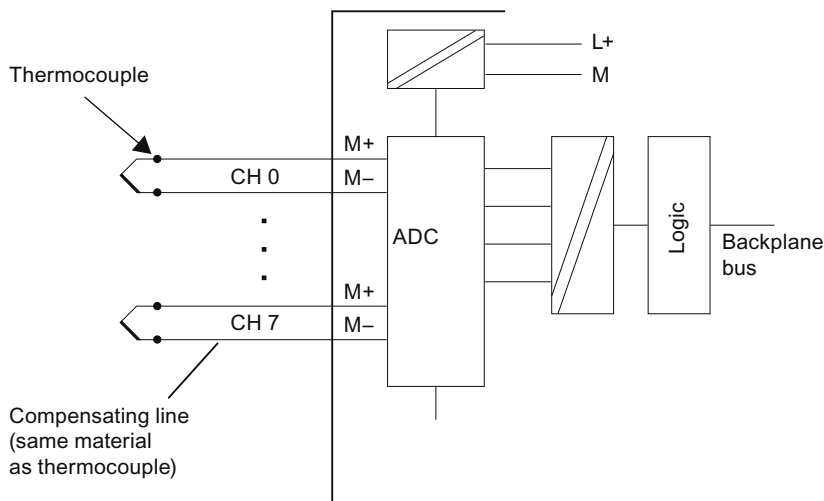 L+
M
Thermocouple
M+
CH 0
M–
ADC
Logic
Backplane
bus
M+
CH 7
M–
Compensating line
(same material
as thermocouple)